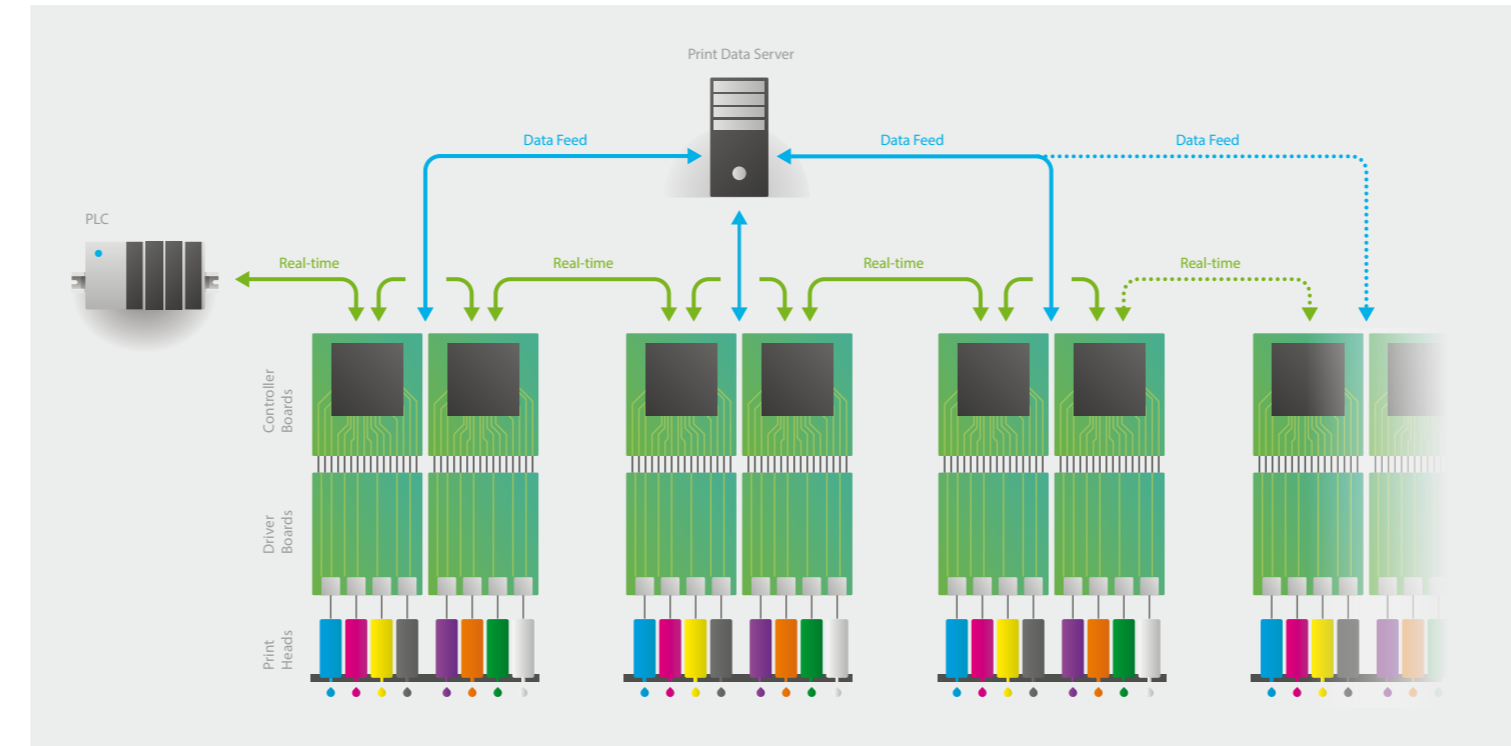 Print Data Server
Data Feed
Data Feed
Data Feed
PLC
Real-time
Real-time
Real-time
Real-time
Controller
Boards
Driver
Boards
Print
Heads